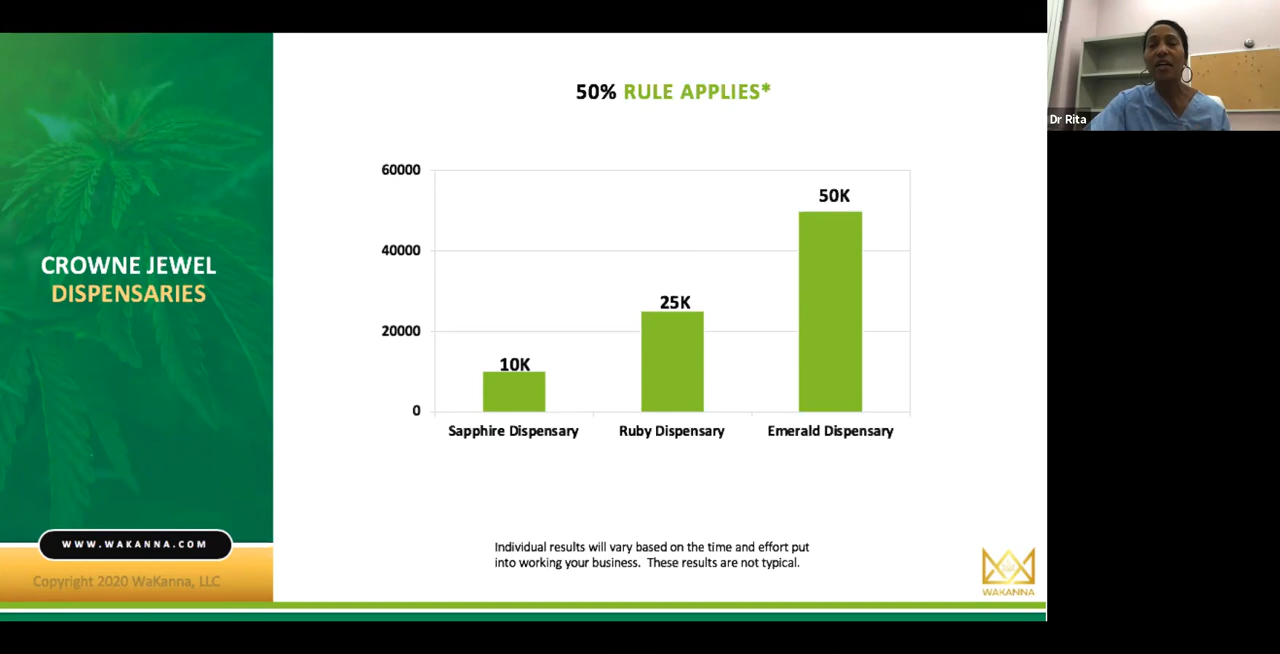 50% RULE APPLIES*
60000
40000
20000
0
10K
25K
50K
Sapphire Dispensary
Ruby Dispensary
Emerald Dispensary
CROWNE JEWEL
DISPENSARIES
WWW.WAKANNA.COM
Copyright 2020 WaKanna, LLC
Individual results will vary based on the time and effort put
into working your business. These results are not typical.
WAKANNA
Dr Rita